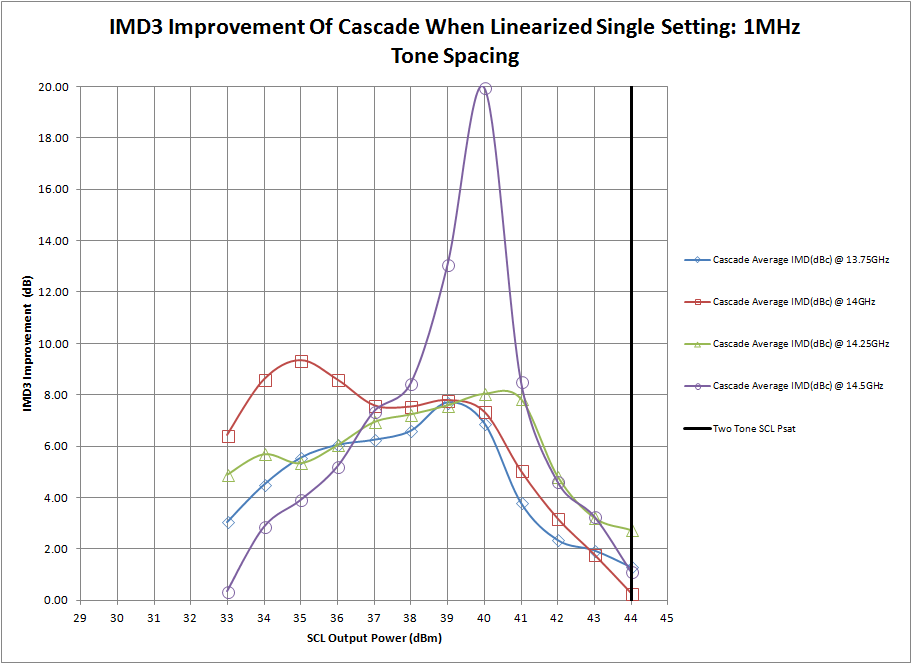 IMD3 Improvement Of Cascade When Linearized Single Setting: 1MHz
Tone Spacing
20.00
18.00
16.00
14.00
12.00
10.00
8.00
6.00
4.00
2.00
0.00
IMD3 Improvement (dB)
29 30 31 32 33 34 35 36 37 38 39 40 41 42 43 44 45
SCL Output Power (dBm)
Cascade Average IMD(dBc) @ 13.75GHz
Cascade Average IMD(dBc) @ 14GHz
Cascade Average IMD(dBc) @ 14.25GHz
Cascade Average IMD(dBc) @ 14.5GHz
Two Tone SCL Psat